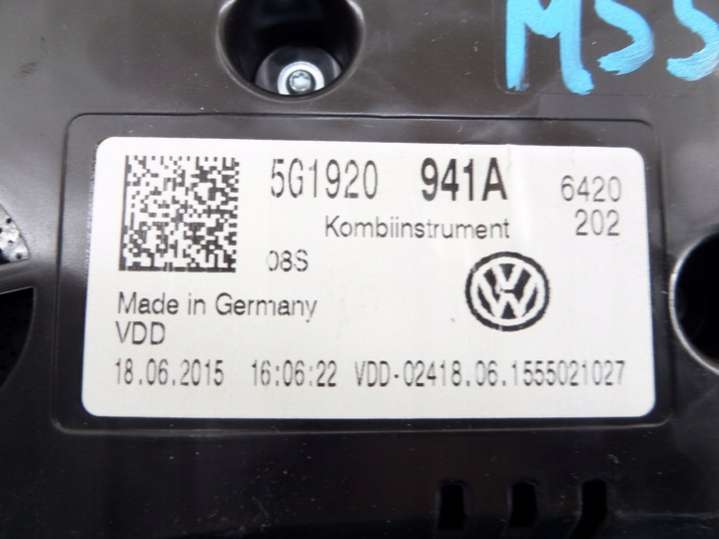 M55
5G1920 941A 6420
Kombiinstrument 202
08S
Made in Germany
VDD
18.06.2015 16:06:22 VDD-02418.06.1555021027